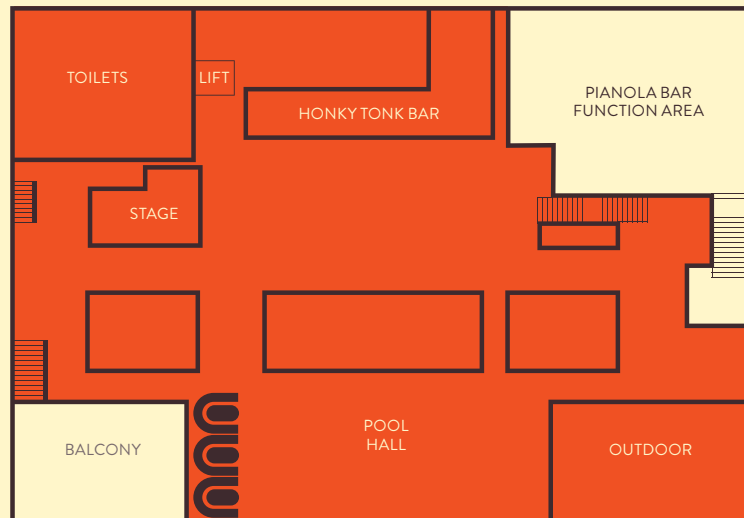 TOILETS
LIFT
HONKY TONK BAR
PIANOLA BAR
FUNCTION AREA
STAGE
POOL
HALL
BALCONY
OUTDOOR